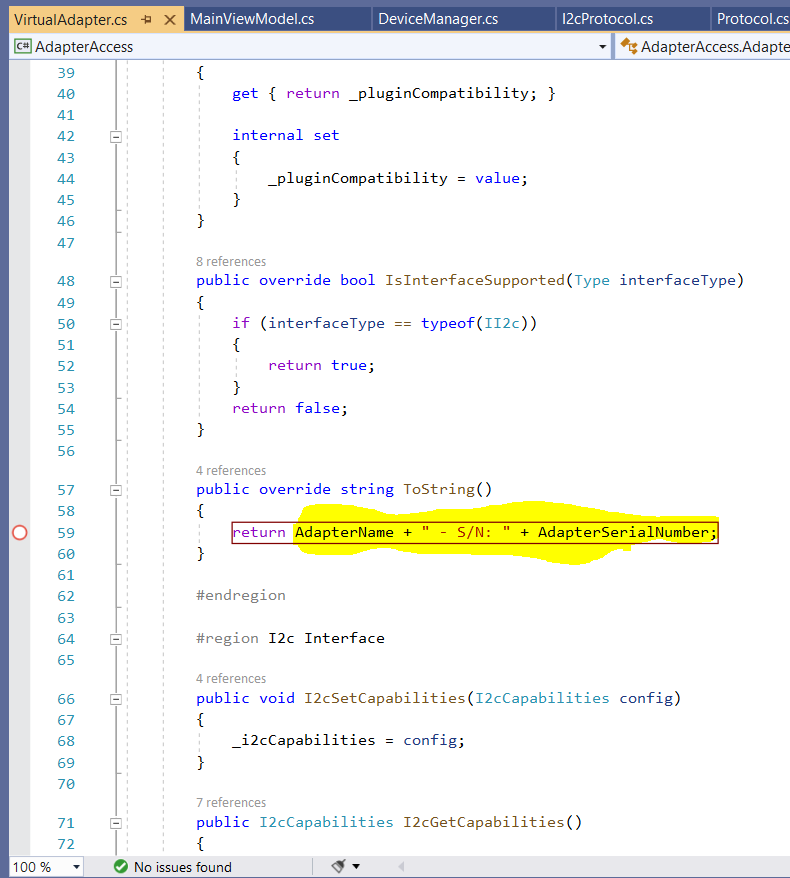 VirtualAdapter.cs MainViewModel.cs DeviceManager.cs I2cProtocol.cs Protocol.cs
C# AdapterAccess AdapterAccess.Adapte
39 {
40 get { return _pluginCompatibility; }
41
42 internal set
43 {
44 _pluginCompatibility = value;
45 }
46 }
47
8 references
48 public override bool IsInterfaceSupported(Type interfaceType)
49 {
50 if (interfaceType == typeof(II2c))
51 {
52 return true;
53 }
54 return false;
55 }
56
4 references
57 public override string ToString()
58 {
59 return AdapterName + " - S/N: " + AdapterSerialNumber;
60 }
61
62 #endregion
63
64 #region I2c Interface
65
4 references
66 public void I2cSetCapabilities(I2cCapabilities config)
67 {
68 _i2cCapabilities = config;
69 }
70
7 references
71 public I2cCapabilities I2cGetCapabilities()
72 {
100 % No issues found